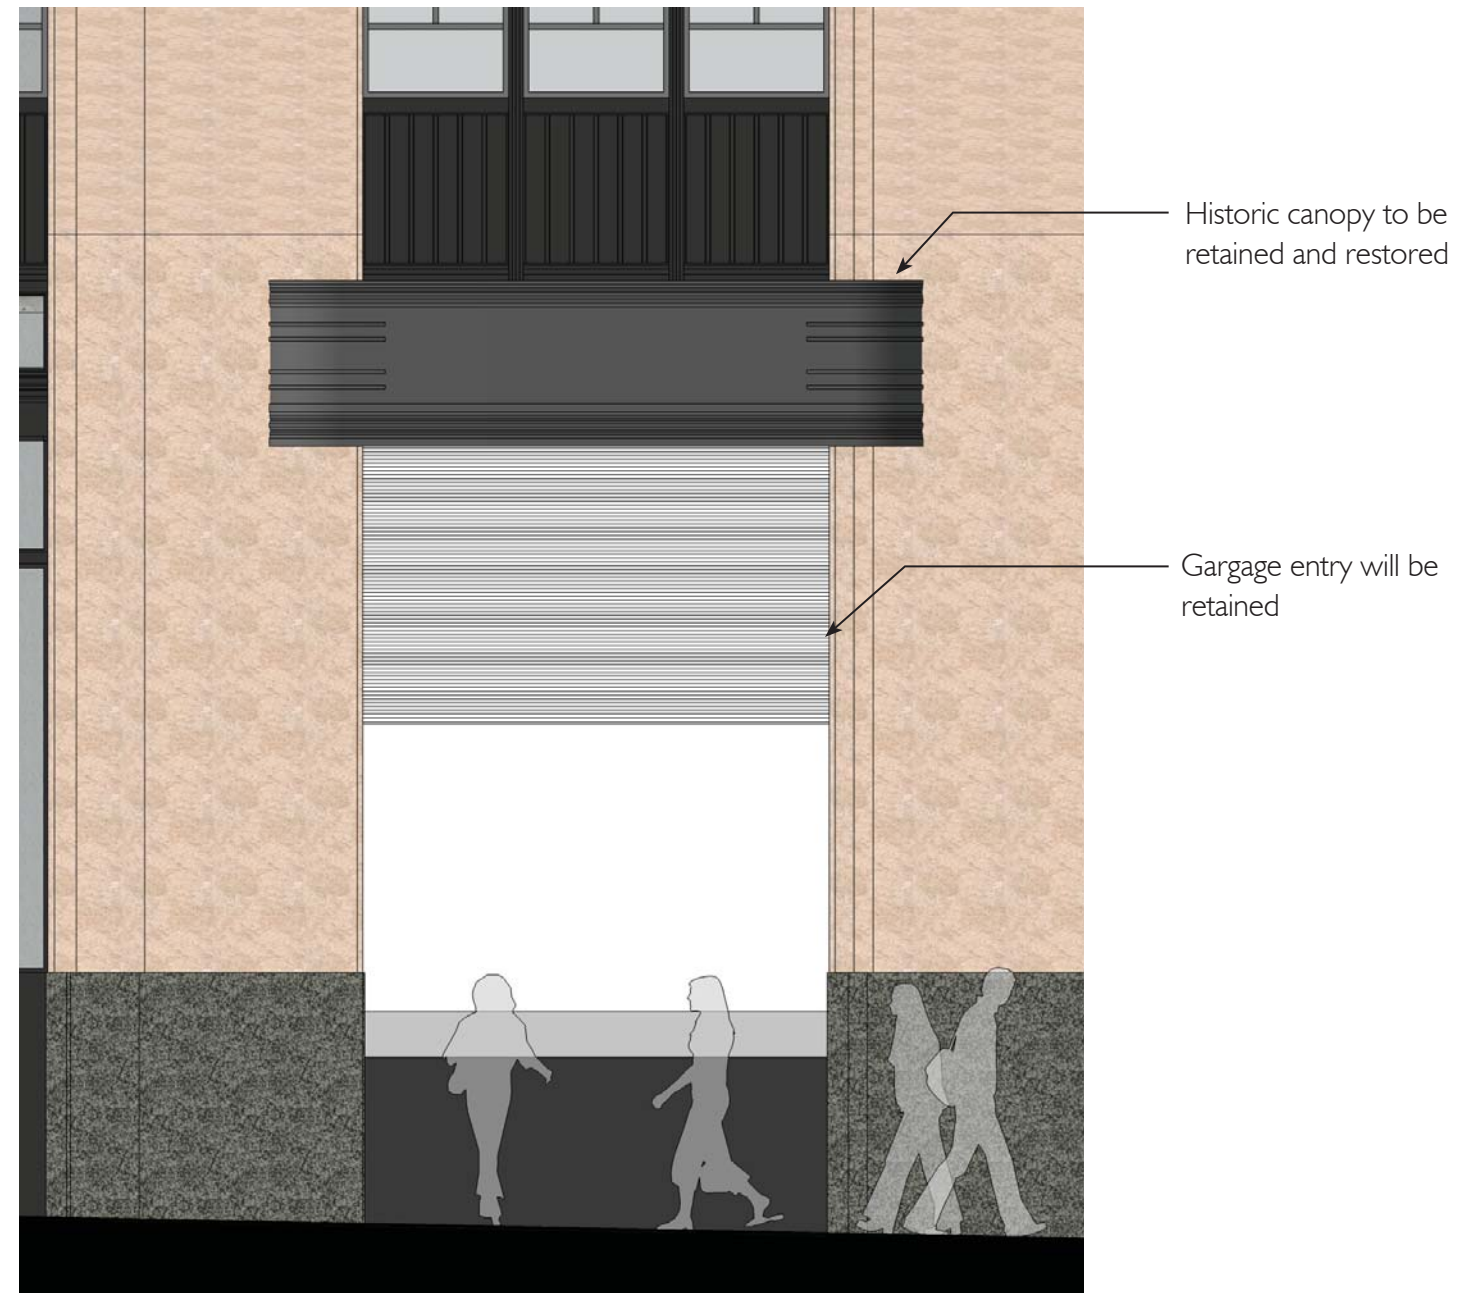 Historic canopy to be
retained and restored
Gargage entry will be
retained